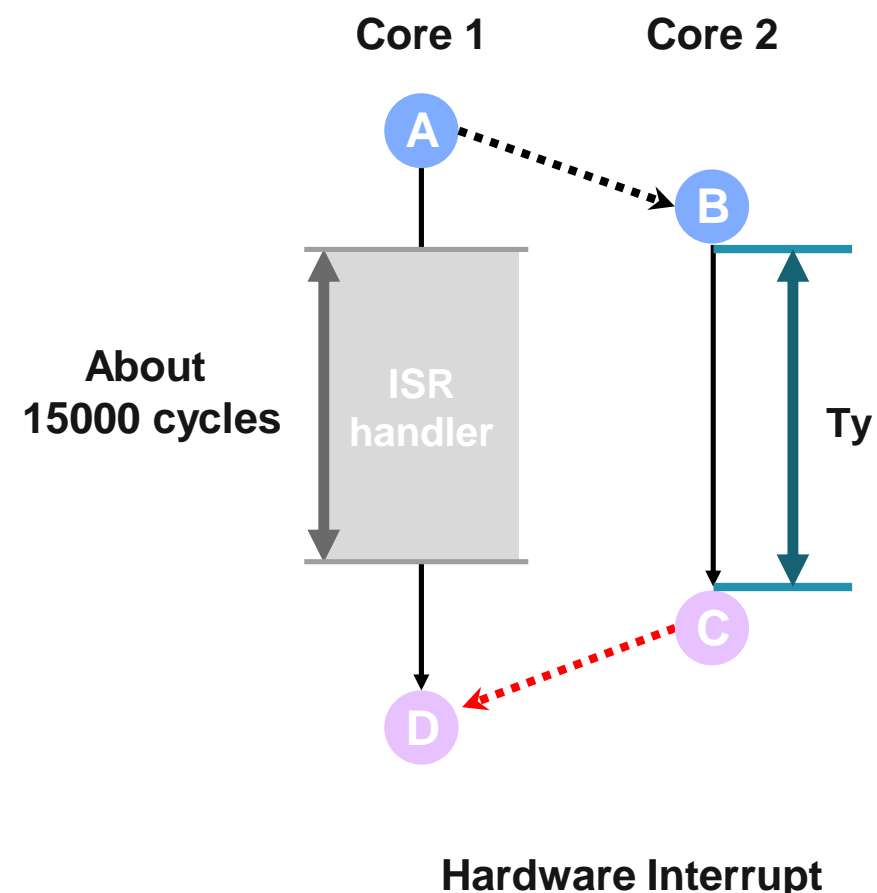 Core 1
Core 2
A
B
About
15000 cycles
ISR
handler
Ty
C
D
Hardware Interrupt